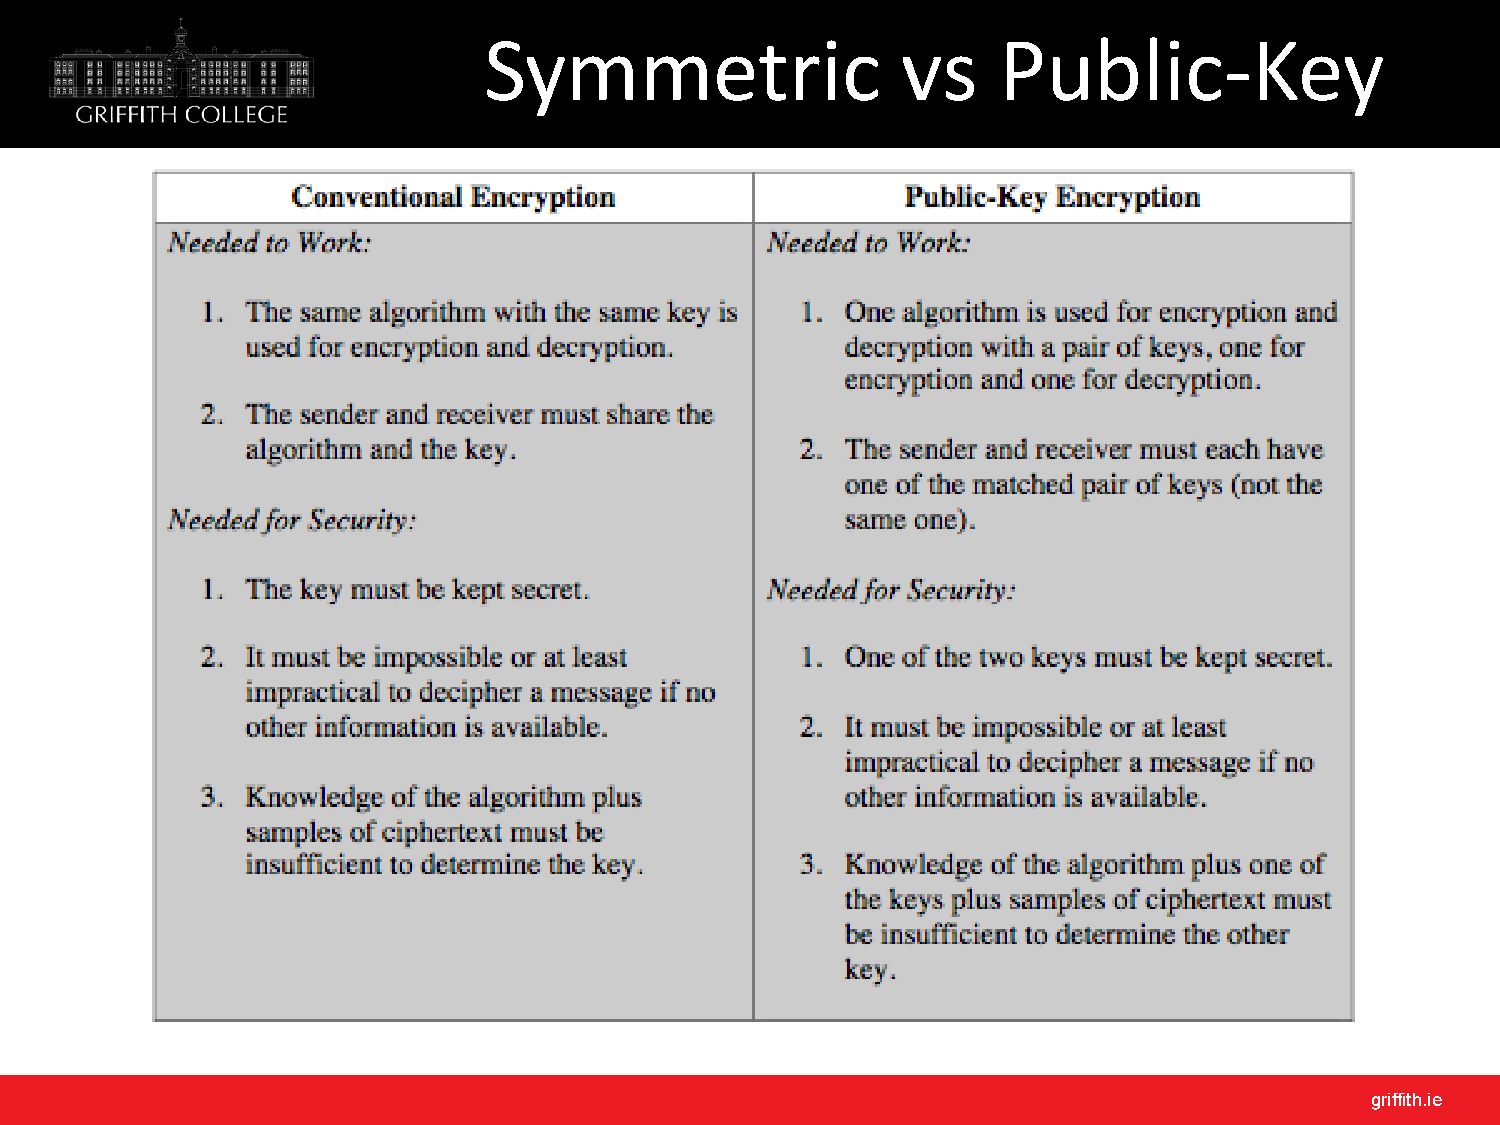 GRIFFITH COLLEGE
Symmetric vs Public-Key
Conventional Encryption
Needed to Work:
1. The same algorithm with the same key is
used for encryption and decryption.
2. The sender and receiver must share the
algorithm and the key.
Needed for Security:
1. The key must be kept secret.
2. It must be impossible or at least
impractical to decipher a message if no
other information is available.
3. Knowledge of the algorithm plus
samples of ciphertext must be
insufficient to determine the key.
Public-Key Encryption
Needed to Work:
1. One algorithm is used for encryption and
decryption with a pair of keys, one for
encryption and one for decryption.
2. The sender and receiver must each have
one of the matched pair of keys (not the
same one).
Needed for Security:
1. One of the two keys must be kept secret.
2. It must be impossible or at least
impractical to decipher a message if no
other information is available.
3. Knowledge of the algorithm plus one of
the keys plus samples of ciphertext must
be insufficient to determine the other
key.
griffith.ie